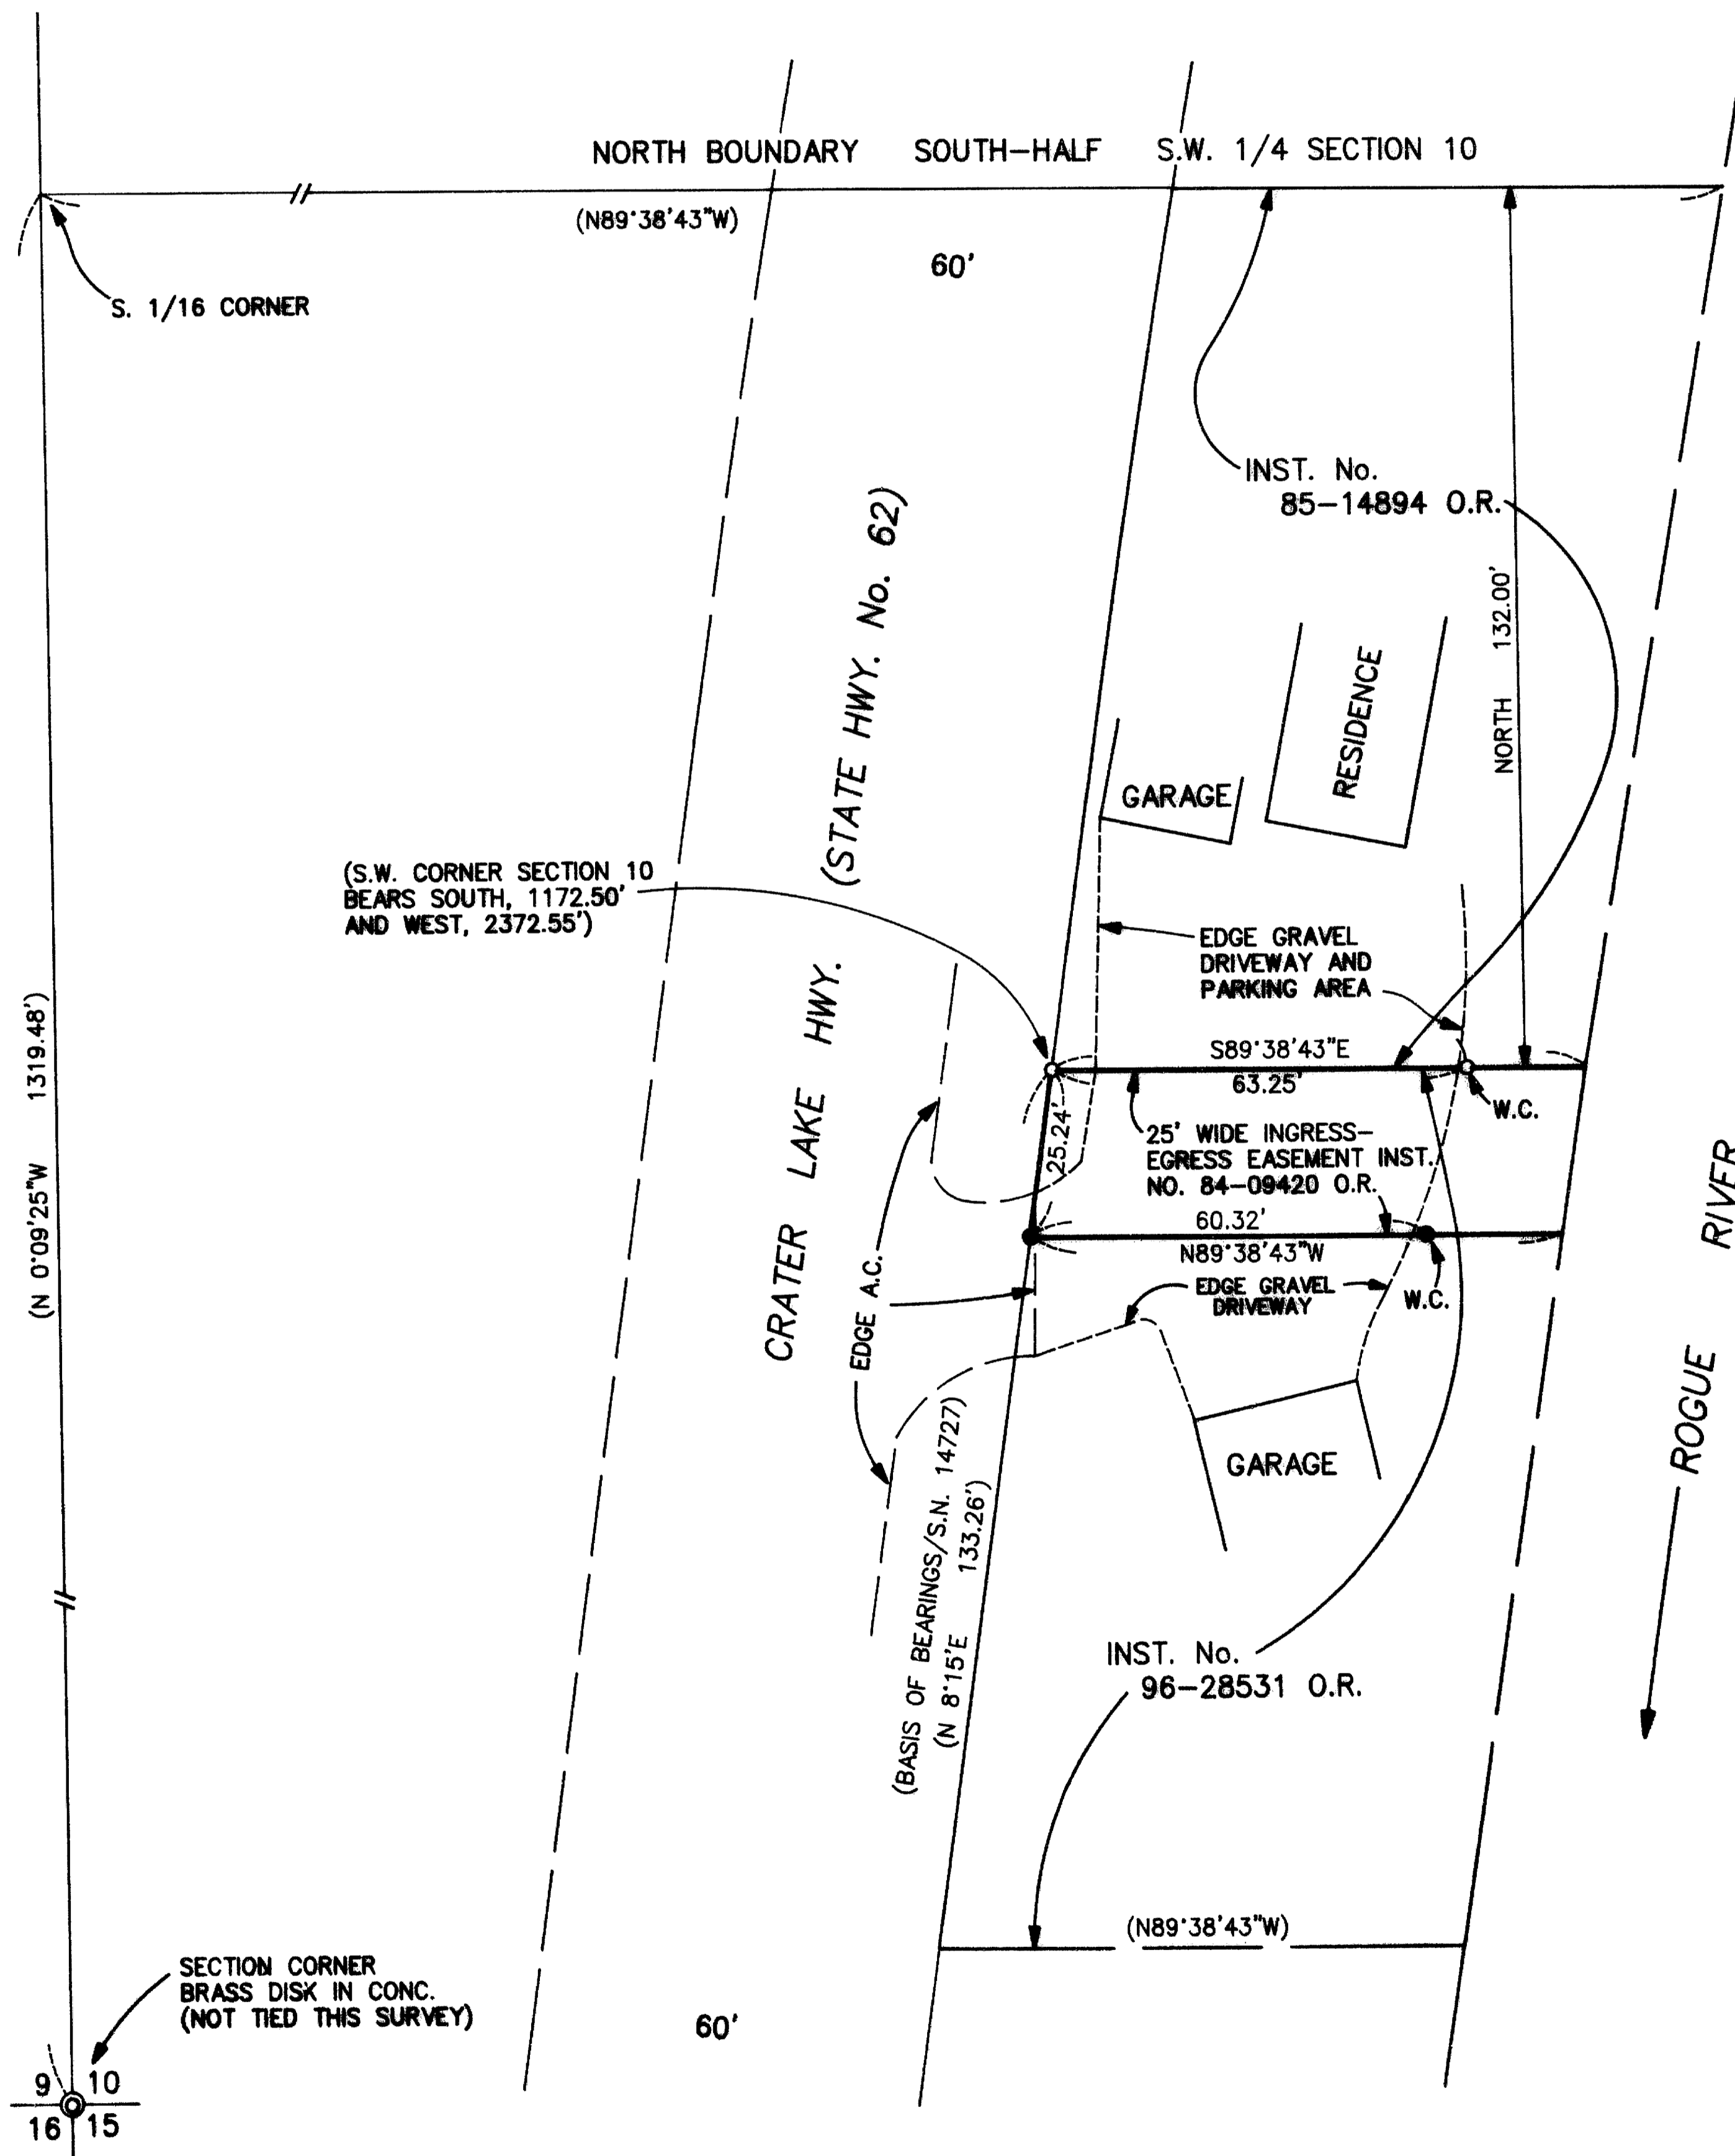 NORTH BOUNDARY SOUTH-HALF S.W. 1/4 SECTION 10
(N89°38'43"W)
60'
S. 1/16 CORNER
INST. No.
85-14894 O.R.
(STATE HWY. No. 62)
NORTH 132.00'
RESIDENCE
GARAGE
(S.W. CORNER SECTION 10
BEARS SOUTH, 1172.50'
AND WEST, 2372.55')
EDGE GRAVEL
DRIVEWAY AND
PARKING AREA
(N 0°09'25"W 1319.48')
CRATER LAKE HWY.
S89°38'43"E
63.25'
W.C.
25.24'
25' WIDE INGRESS-
EGRESS EASEMENT INST.
NO. 84-09420 O.R.
60.32'
N89°38'43"W
EDGE GRAVEL
DRIVEWAY
W.C.
EDGE A.C.
ROGUE RIVER
GARAGE
(BASIS OF BEARINGS/S.N. 14727)
(N 8°15'E 133.26')
INST. No.
96-28531 O.R.
(N89°38'43"W)
SECTION CORNER
BRASS DISK IN CONC.
(NOT TIED THIS SURVEY)
60'
9 10
16 15